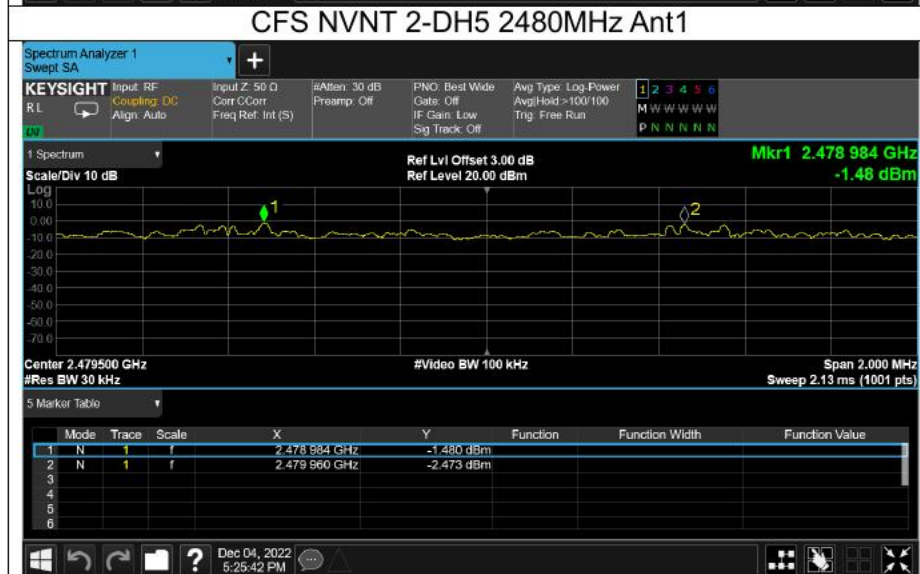 CFS NVNT 2-DH5 2480MHz Ant1
Spectrum Analyzer 1
Swept SA
KEYSIGHT
RL
Input: RF
Coupling: DC
Align: Auto
Input Z: 50 Ω
Corr CCorr
Freq Ref: Int (S)
#Atten: 30 dB
Preamp: Off
PNO: Best Wide
Gate: Off
IF Gain: Low
Sig Track: Off
Avg Type: Log-Power
Avg|Hold:>100/100
Trig: Free Run
1 2 3 4 5 6
M W W W W W
P N N N N N
1 Spectrum
Scale/Div 10 dB
Ref Lvl Offset 3.00 dB
Ref Level 20.00 dBm
Mkr1 2.478 984 GHz
-1.48 dBm
Log
10.0
0.00
-10.0
-20.0
-30.0
-40.0
-50.0
-60.0
-70.0
1
2
Center 2.479500 GHz
#Video BW 100 kHz
Span 2.000 MHz
#Res BW 30 kHz
Sweep 2.13 ms (1001 pts)
5 Marker Table
Mode Trace Scale X Y Function Function Width Function Value
1 N 1 f 2.478 984 GHz -1.480 dBm
2 N 1 f 2.479 960 GHz -2.473 dBm
3
4
5
6
? Dec 04, 2022
5:25:42 PM